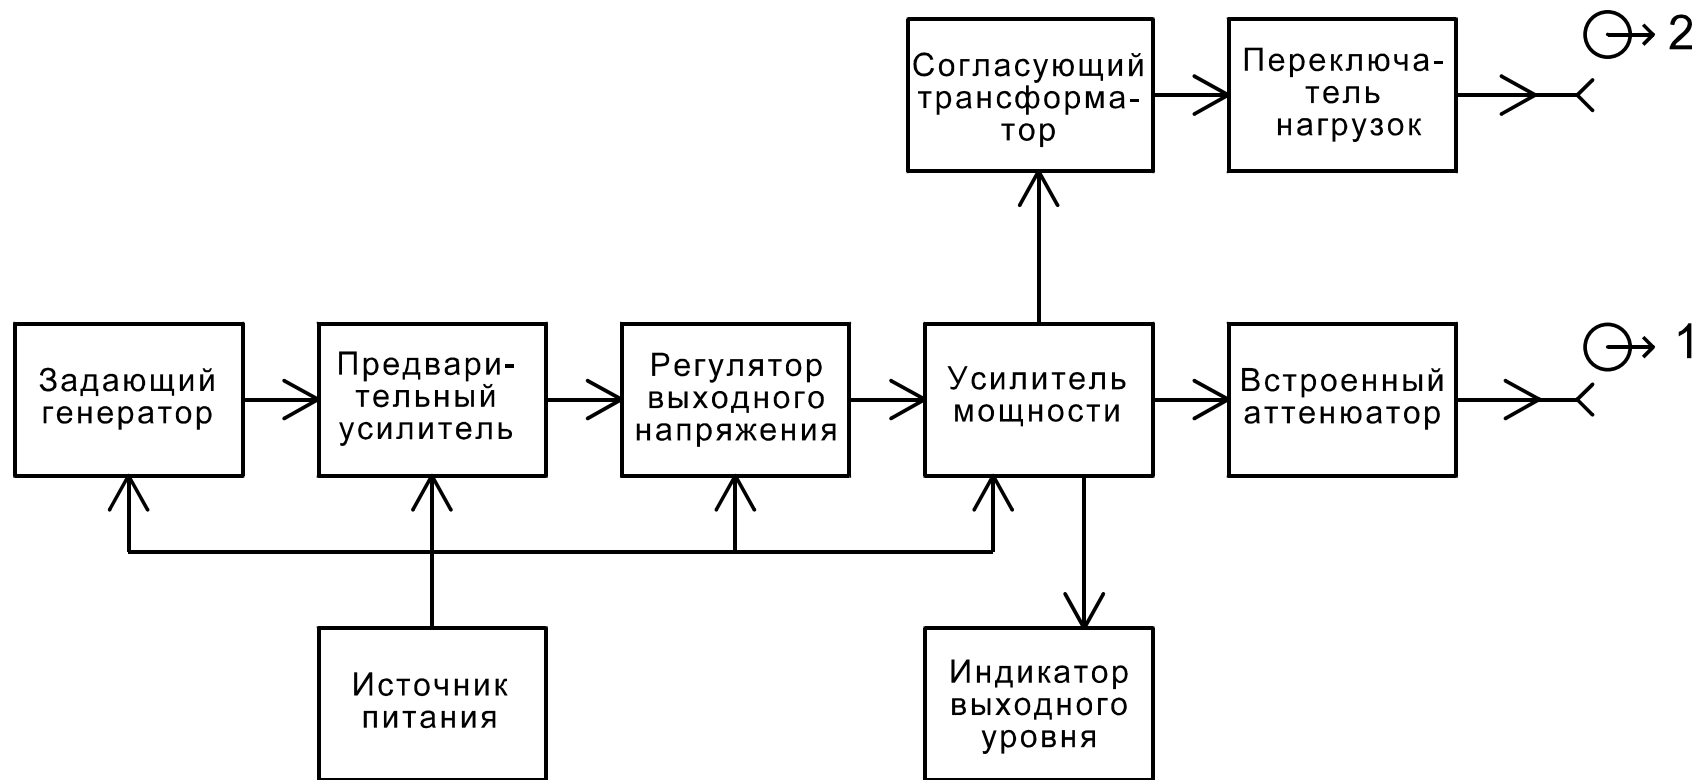 Согласующий
трансформа-
тор
Переключа-
тель
нагрузок
2
Задающий
генератор
Предвари-
тельный
усилитель
Регулятор
выходного
напряжения
Усилитель
мощности
Встроенный
аттенюатор
1
Источник
питания
Индикатор
выходного
уровня